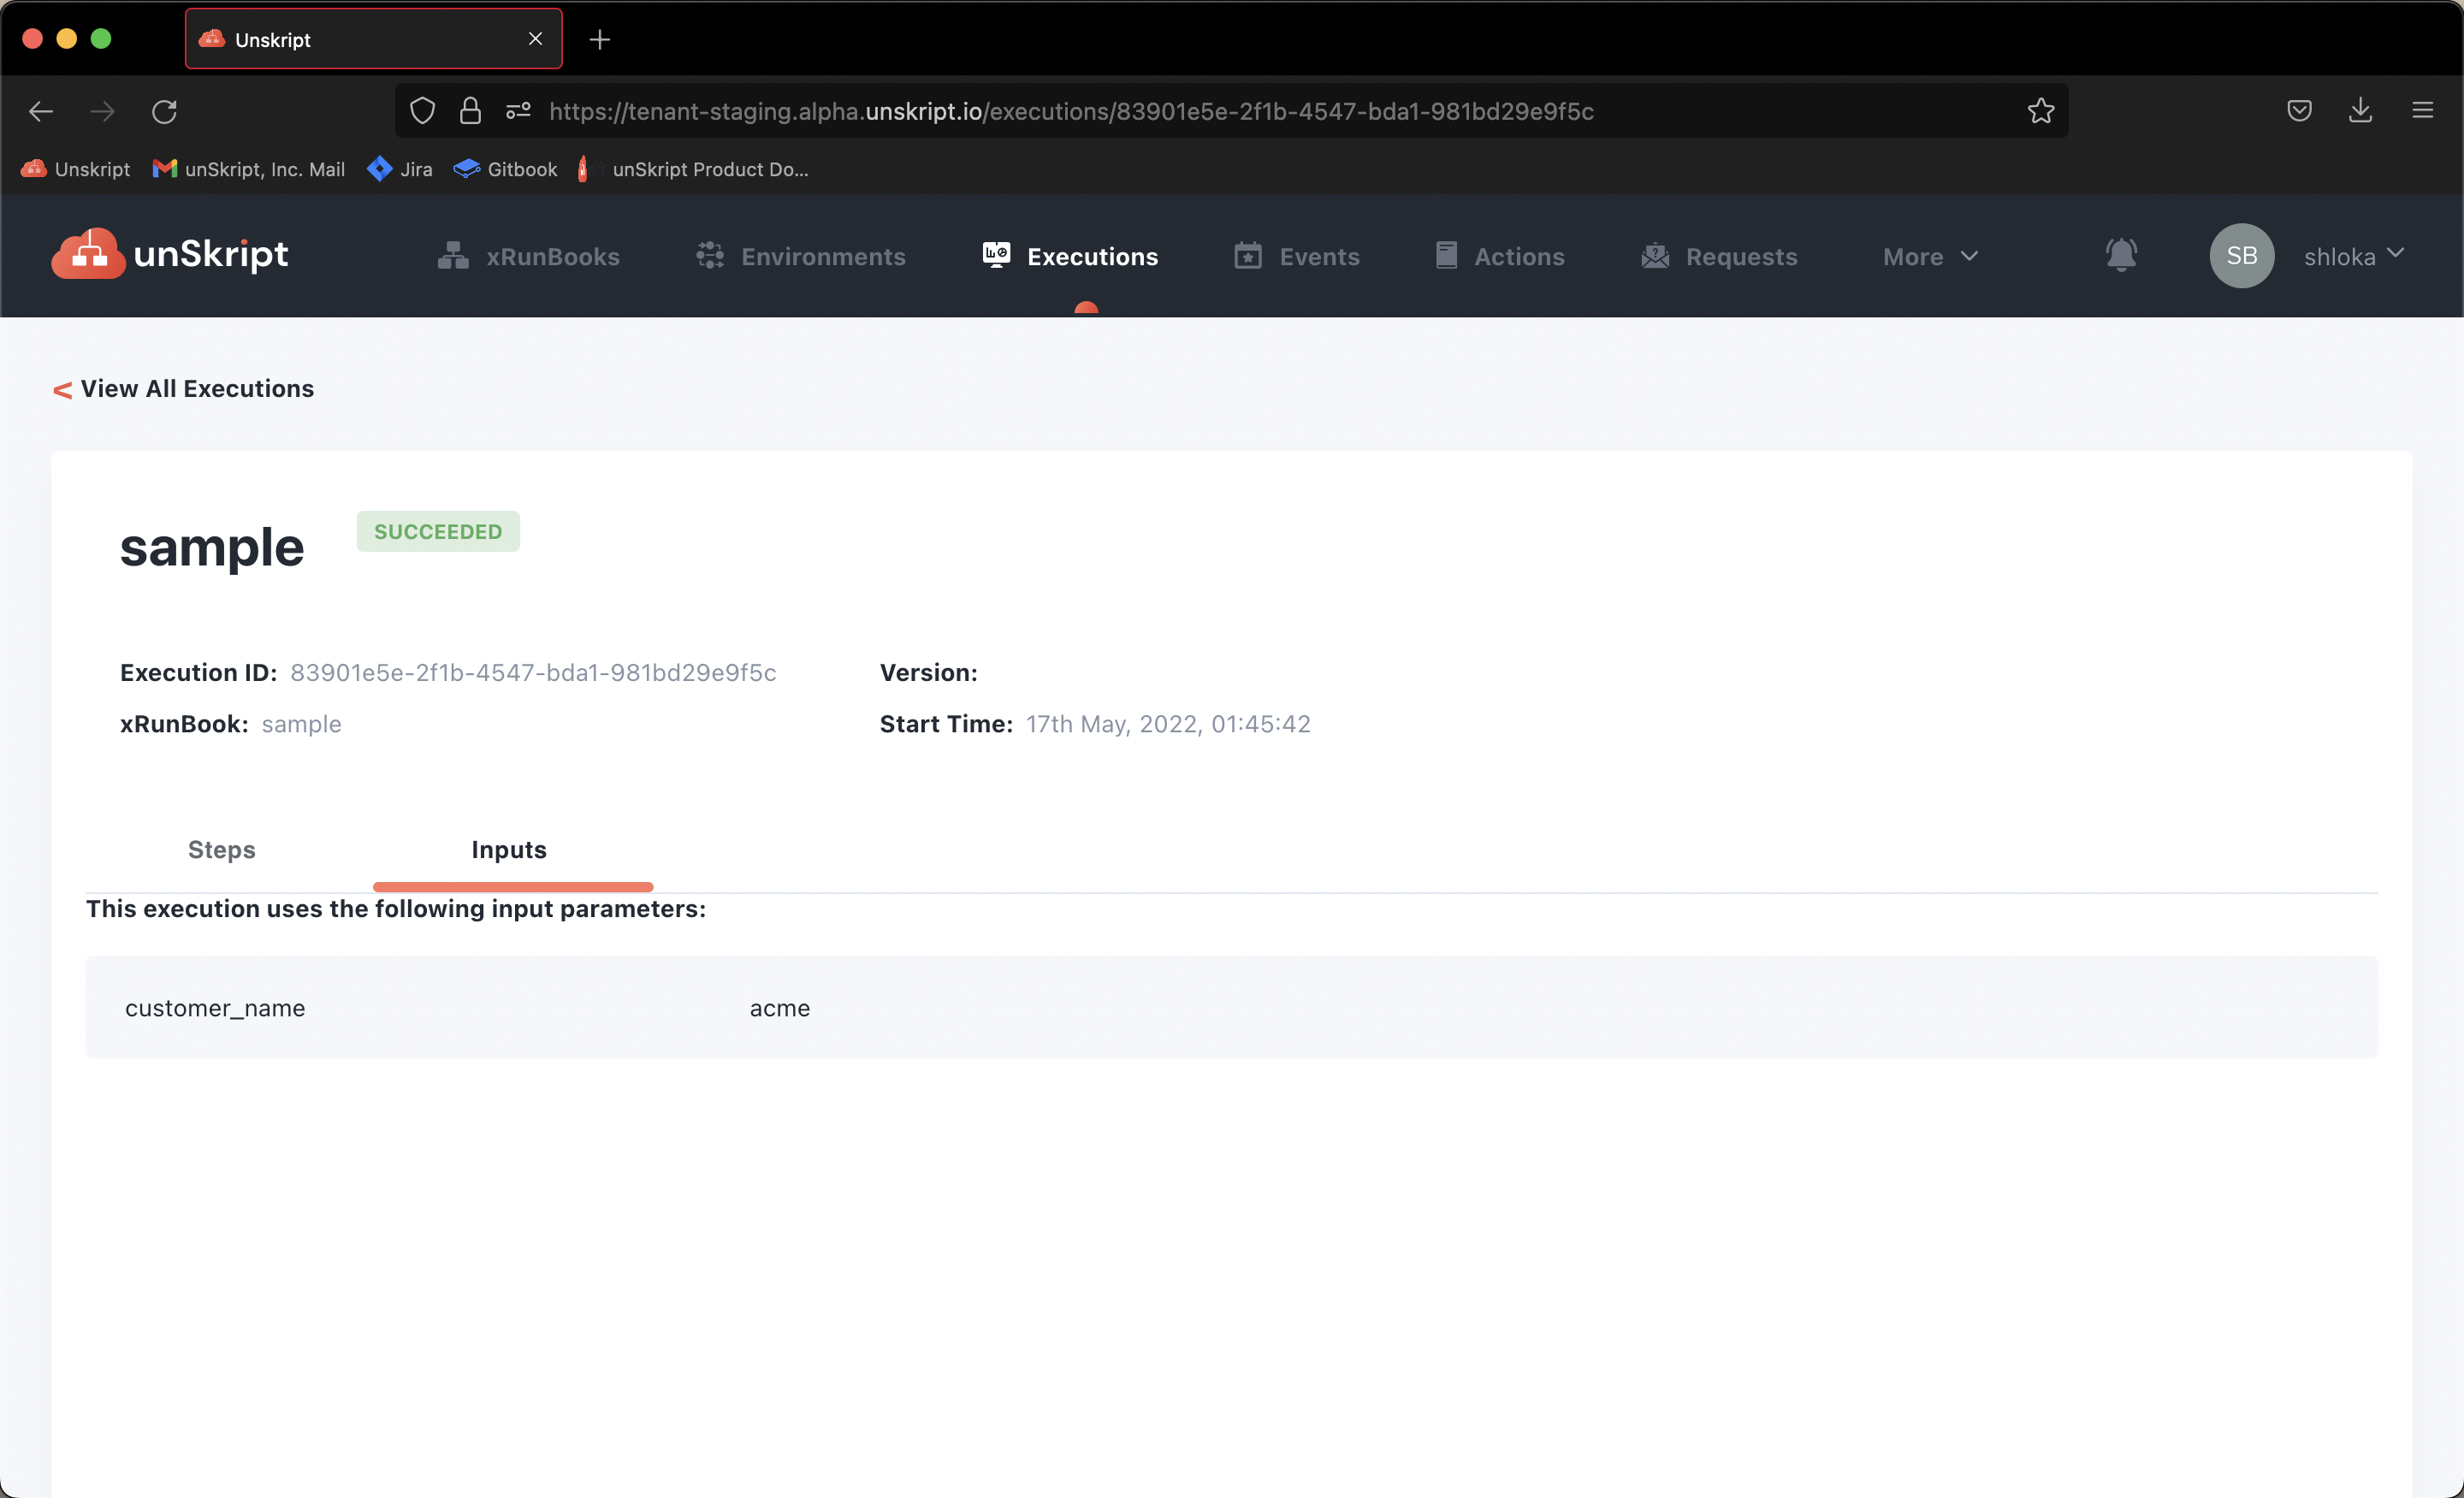 Unskript
https://tenant-staging.alpha.unskript.io/executions/83901e5e-2f1b-4547-bda1-981bd29e9f5c
Unskript unSkript, Inc. Mail Jira Gitbook unSkript Product Do...
unSkript xRunBooks Environments Executions Events Actions Requests More SB shloka
< View All Executions
sample SUCCEEDED
Execution ID: 83901e5e-2f1b-4547-bda1-981bd29e9f5c Version:
xRunBook: sample Start Time: 17th May, 2022, 01:45:42
Steps Inputs
This execution uses the following input parameters:
customer_name acme